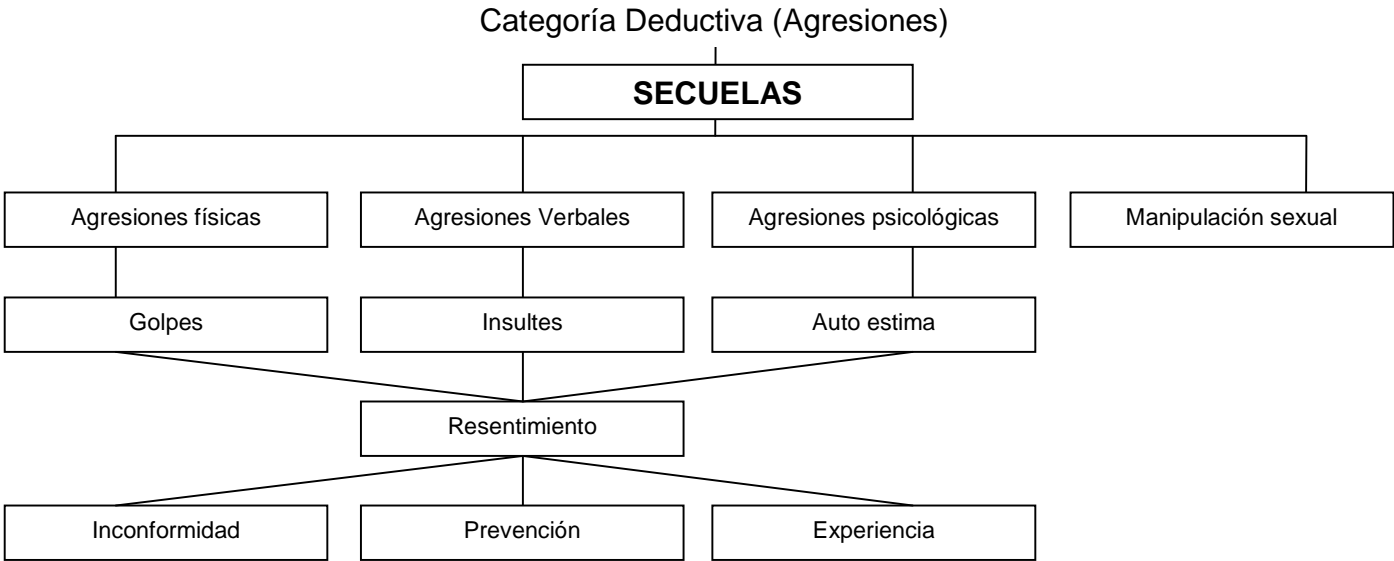 Categoría Deductiva (Agresiones)
SECUELAS
Agresiones físicas
Agresiones Verbales
Agresiones psicológicas
Manipulación sexual
Golpes
Insultes
Auto estima
Resentimiento
Inconformidad
Prevención
Experiencia